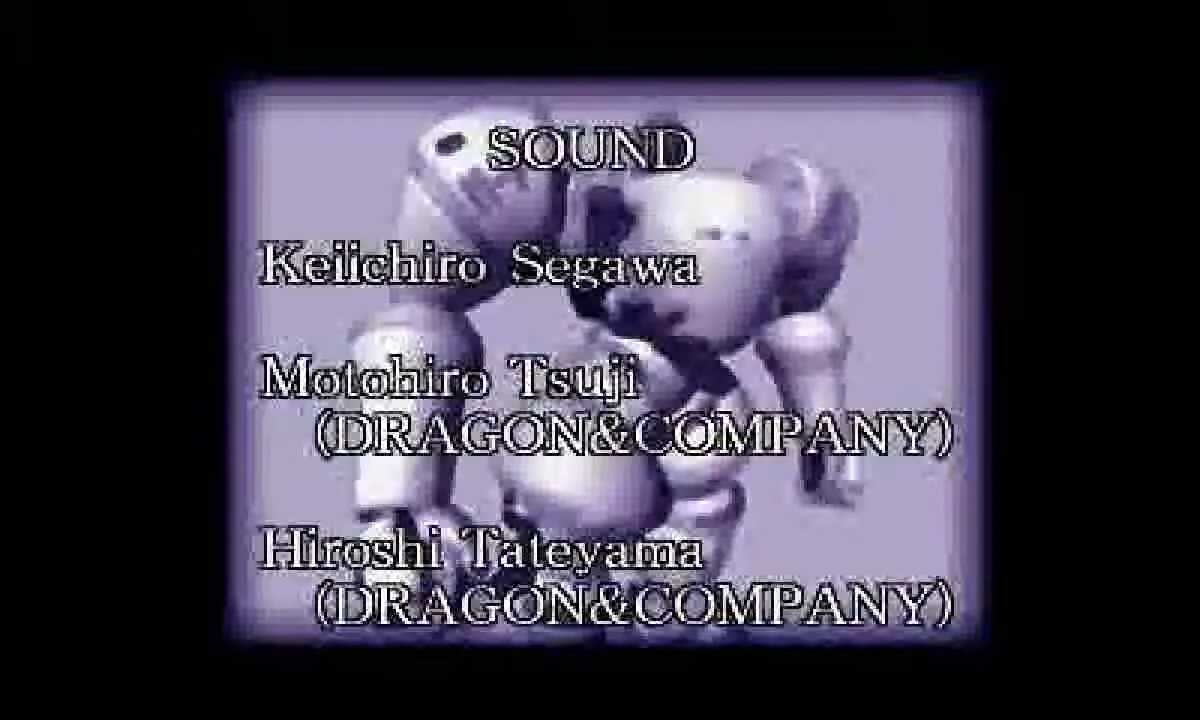 SOUND
Keiichiro Segawa
Motohiro Tsuji
(DRAGON&COMPANY)
Hiroshi Tateyama
(DRAGON&COMPANY)